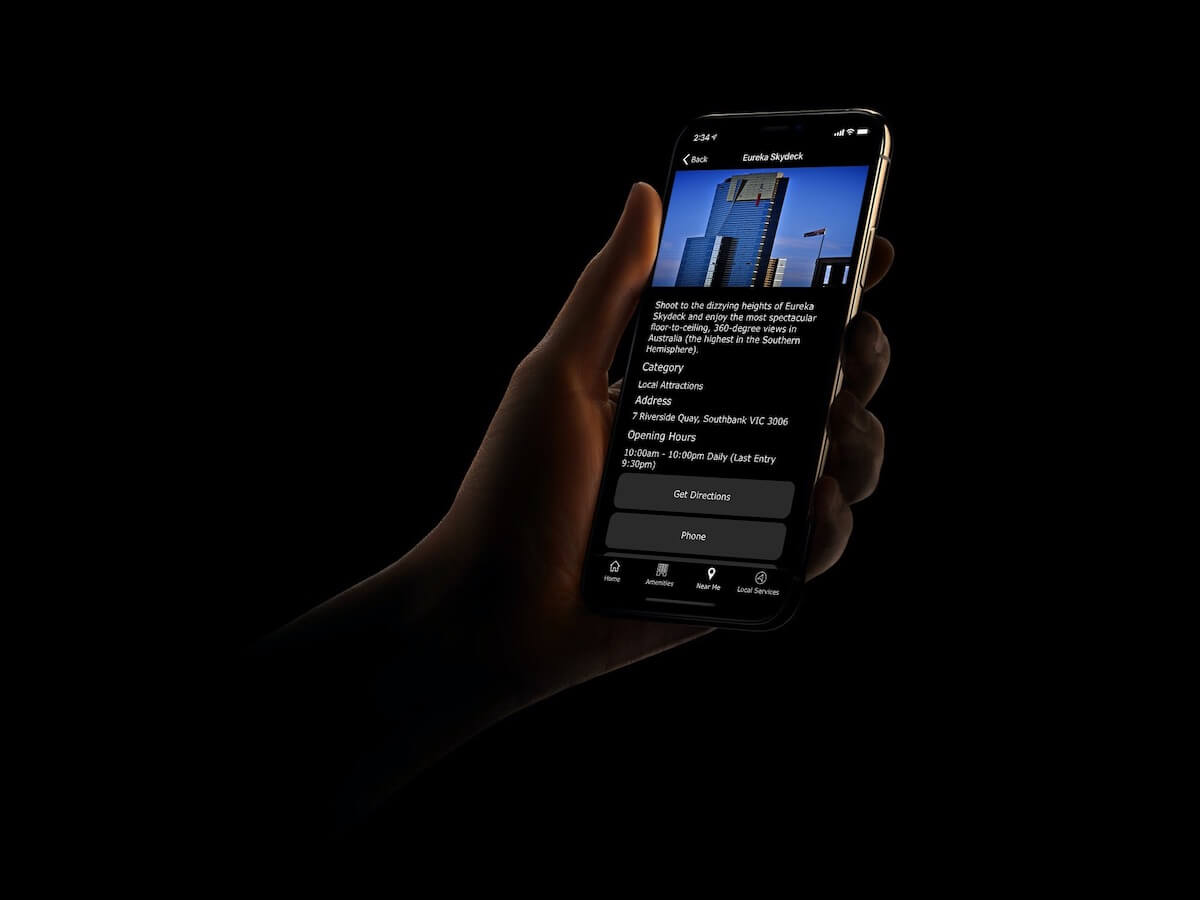 2:34
Back
Eureka Skydeck
Shoot to the dizzying heights of Eureka
Skydeck and enjoy the most spectacular
floor-to-ceiling, 360-degree views in
Australia (the highest in the Southern
Hemisphere).
Category
Local Attractions
Address
7 Riverside Quay, Southbank VIC 3006
Opening Hours
10:00am - 10:00pm Daily (Last Entry
9:30pm)
Get Directions
Phone
Home
Amenities
Near Me
Local Services